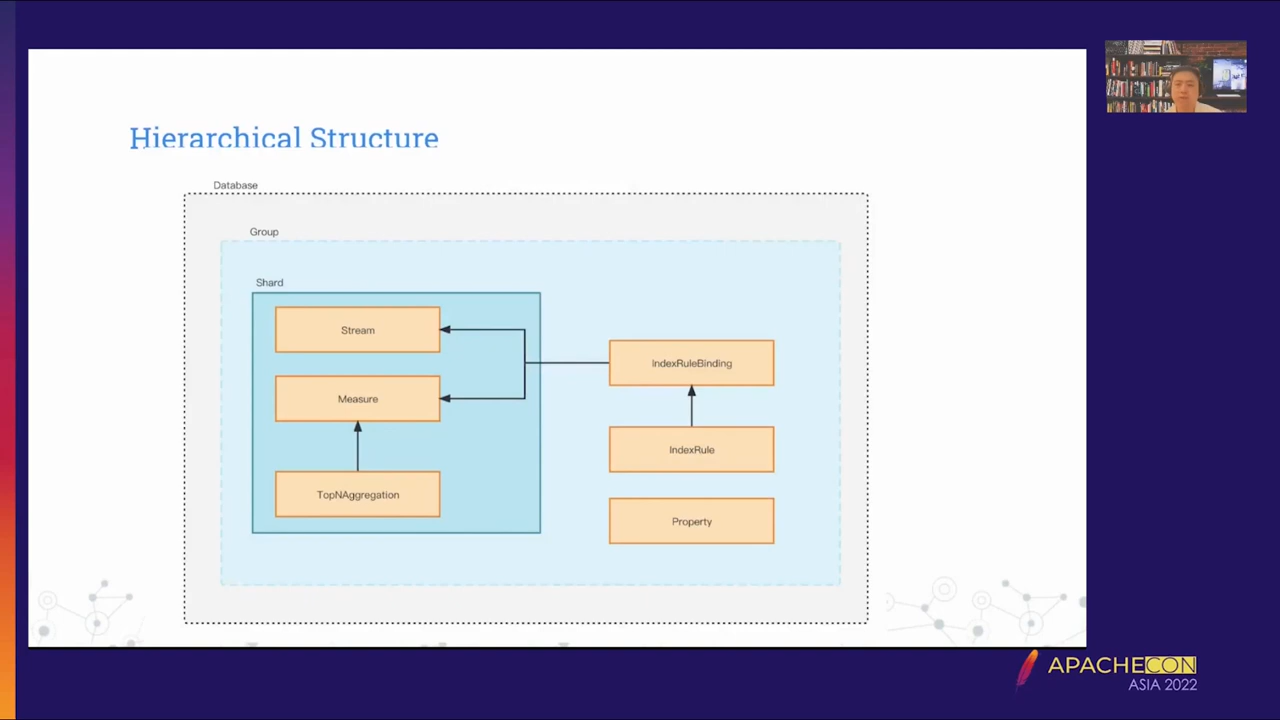 Hierarchical Structure
Database
Group
Shard
Stream
IndexRuleBinding
Measure
IndexRule
TopNAggregation
Property
APACHECON
ASIA 2022